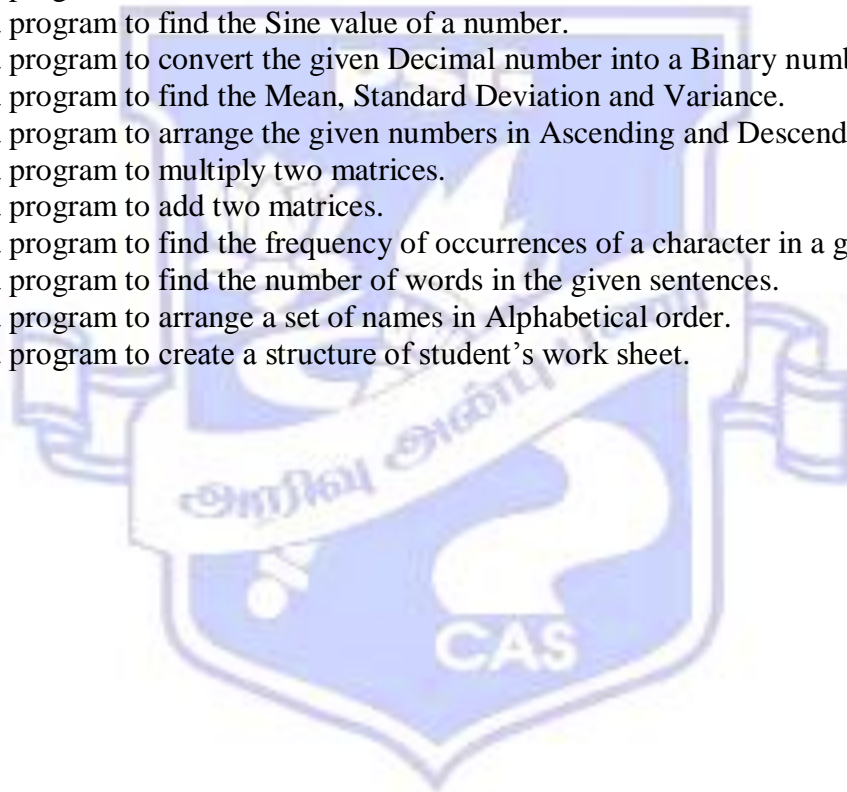 program to find the Sine value of a number.
program to convert the given Decimal number into a Binary numb
program to find the Mean, Standard Deviation and Variance.
program to arrange the given numbers in Ascending and Descend
program to multiply two matrices.
program to add two matrices.
program to find the frequency of occurrences of a character in a g
program to find the number of words in the given sentences.
program to arrange a set of names in Alphabetical order.
program to create a structure of student’s work sheet.
PSG
அறிவு அன்புடைமை
CAS